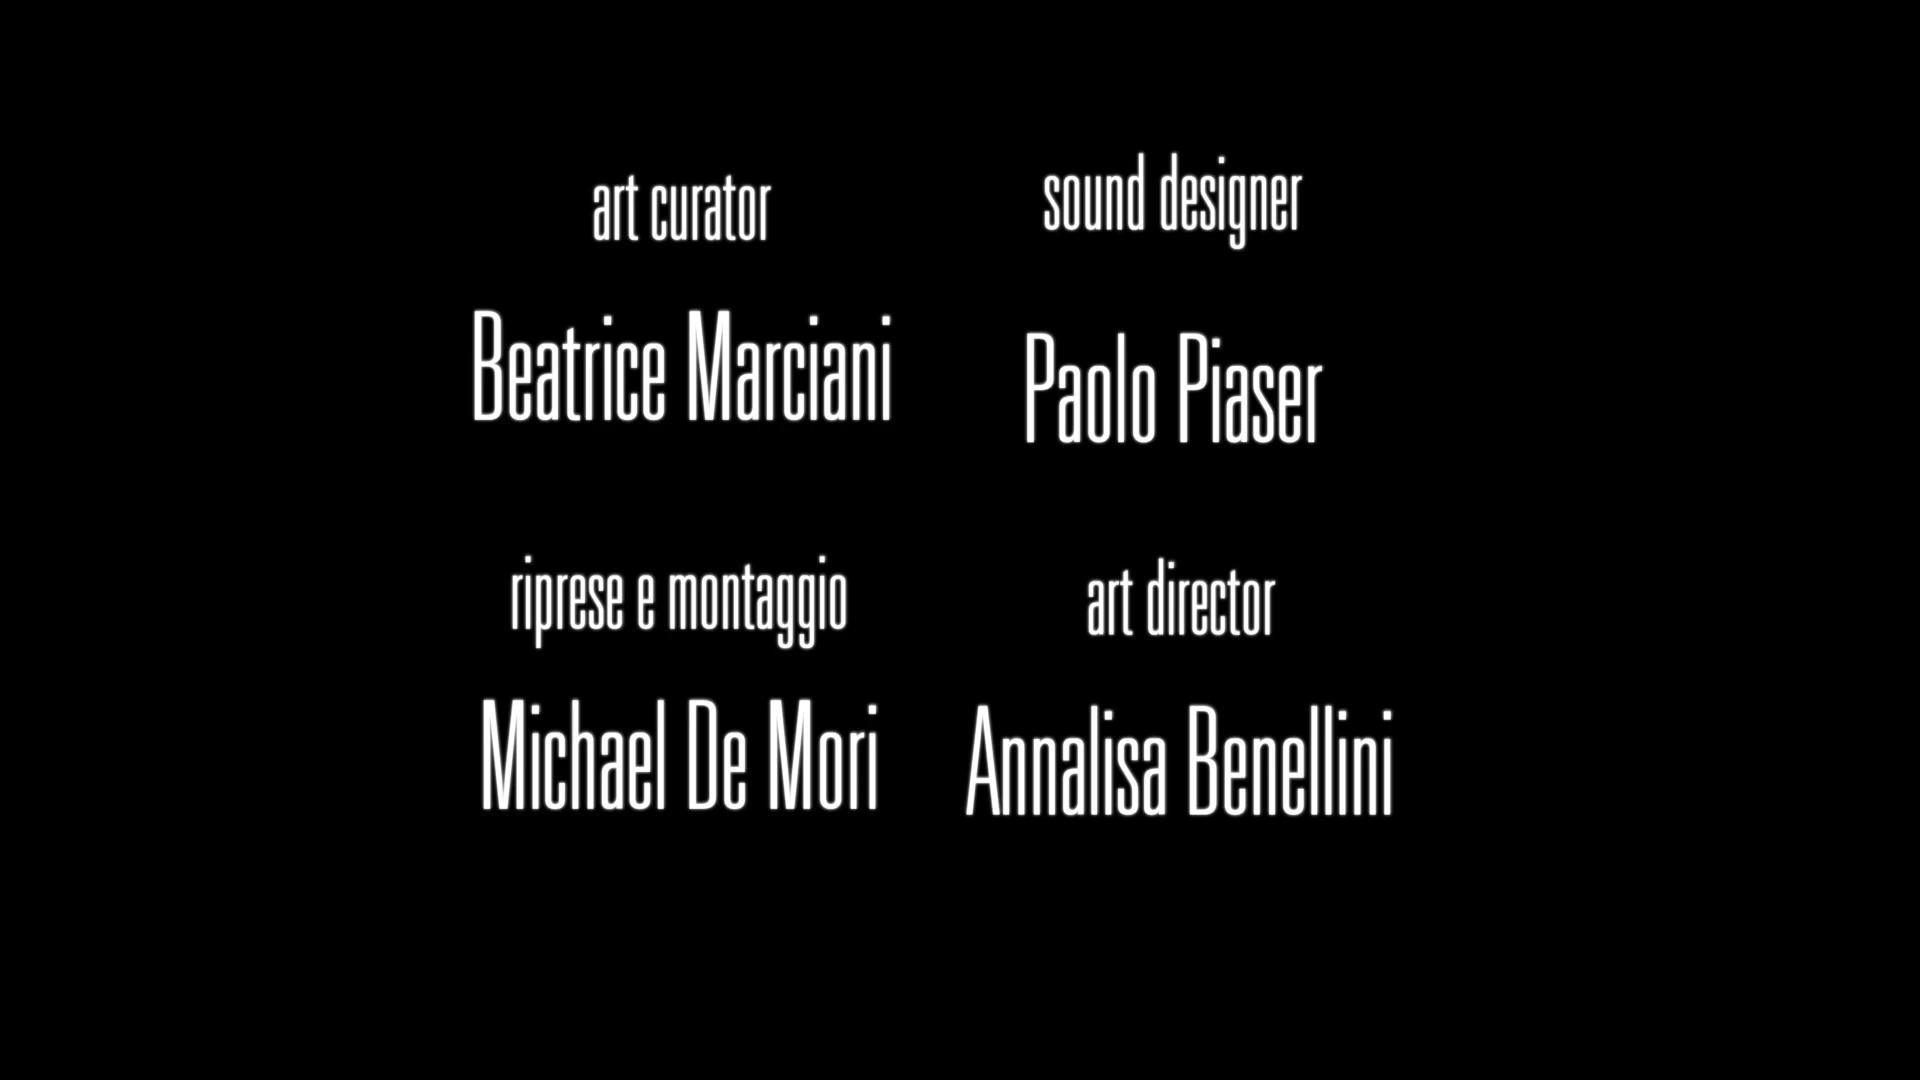 art curator
Beatrice Marciani
sound designer
Paolo Piaser
riprese e montaggio
Michael De Mori
art director
Annalisa Benellini